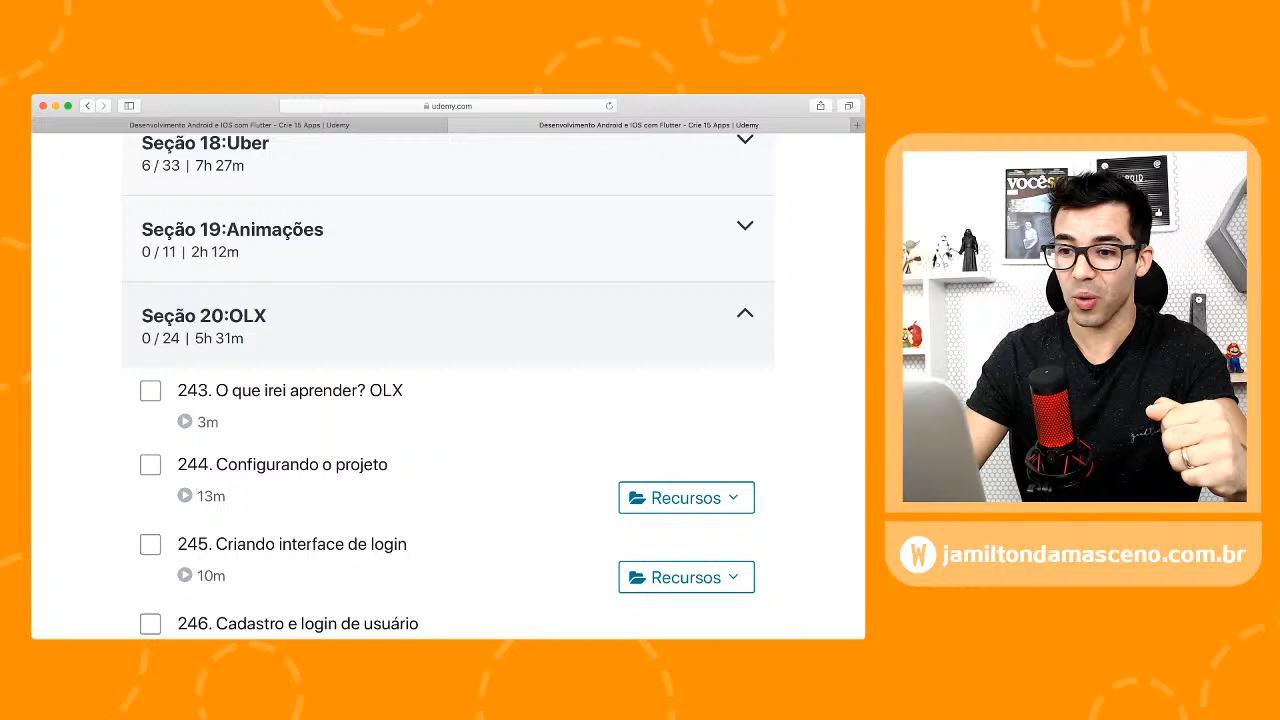 udemy.com
Desenvolvimento Android e IOS com Flutter - Crie 15 Apps | Udemy
Desenvolvimento Android e IOS com Flutter - Crie 15 Apps | Udemy
Seção 18:Uber
6 / 33 | 7h 27m
Seção 19:Animações
0 / 11 | 2h 12m
Seção 20:OLX
0 / 24 | 5h 31m
243. O que irei aprender? OLX
3m
244. Configurando o projeto
13m
Recursos
245. Criando interface de login
10m
Recursos
246. Cadastro e login de usuário
você s/a
jamiltondamasceno.com.br